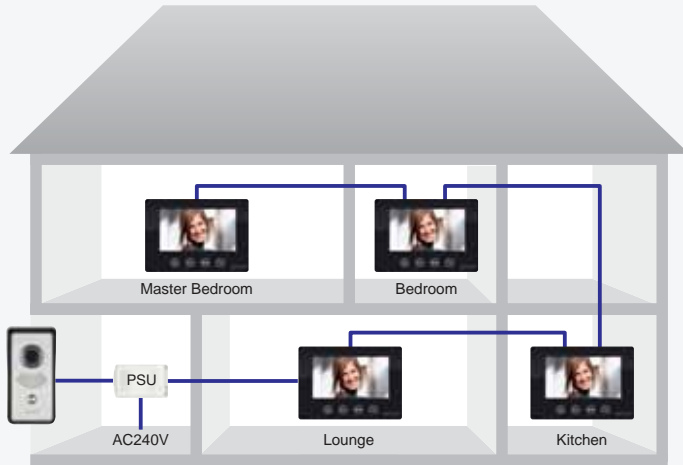 Master Bedroom
Bedroom
PSU
AC240V
Lounge
Kitchen